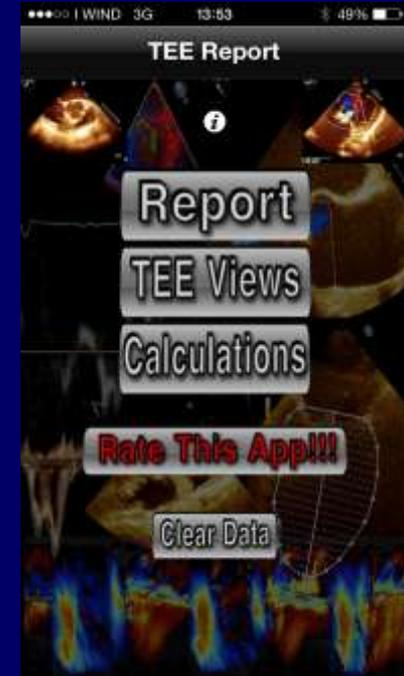 I WIND 3G 13:53 49%
TEE Report
i
Report
TEE Views
Calculations
Rate This App!!!
Clear Data